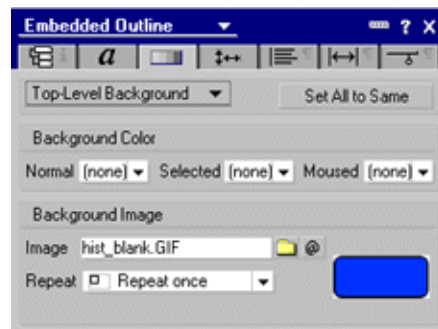 Embedded Outline ? X
i a ¶ ¶ ¶
Top-Level Background Set All to Same
Background Color
Normal (none) Selected (none) Moused (none)
Background Image
Image hist_blank.GIF @
Repeat Repeat once